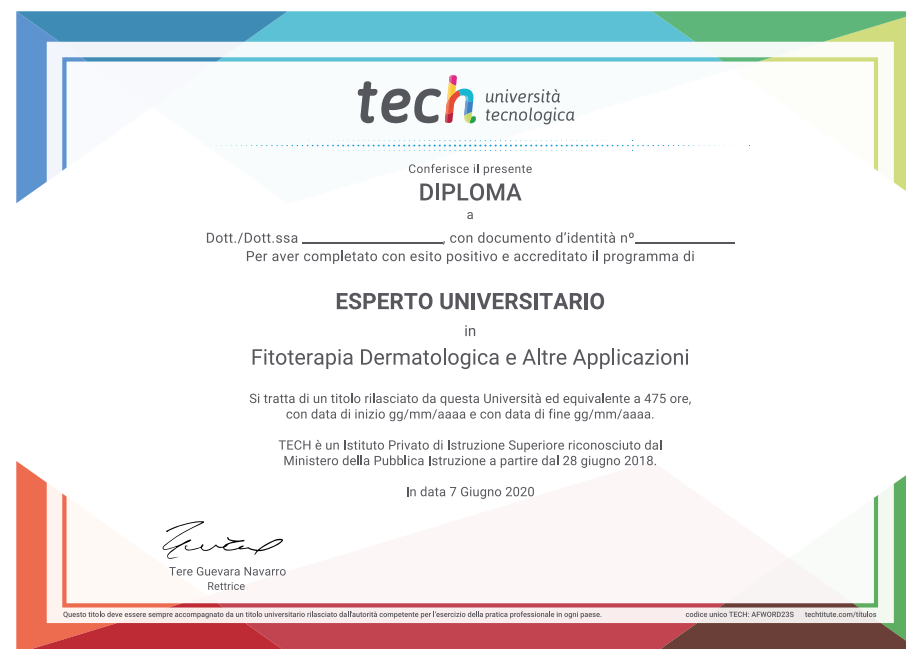 tech università
tecnologica
Conferisce il presente
DIPLOMA
a
Dott./Dott.ssa ____________________, con documento d'identità nº______________
Per aver completato con esito positivo e accreditato il programma di
ESPERTO UNIVERSITARIO
in
Fitoterapia Dermatologica e Altre Applicazioni
Si tratta di un titolo rilasciato da questa Università ed equivalente a 475 ore,
con data di inizio gg/mm/aaaa e con data di fine gg/mm/aaaa.
TECH è un Istituto Privato di Istruzione Superiore riconosciuto dal
Ministero della Pubblica Istruzione a partire dal 28 giugno 2018.
In data 7 Giugno 2020
Tere Guevara Navarro
Rettrice
Questo titolo deve essere sempre accompagnato da un titolo universitario rilasciato dall'autorità competente per l'esercizio della pratica professionale in ogni paese. codice unico TECH: AFWORD23S techtitute.com/titulos